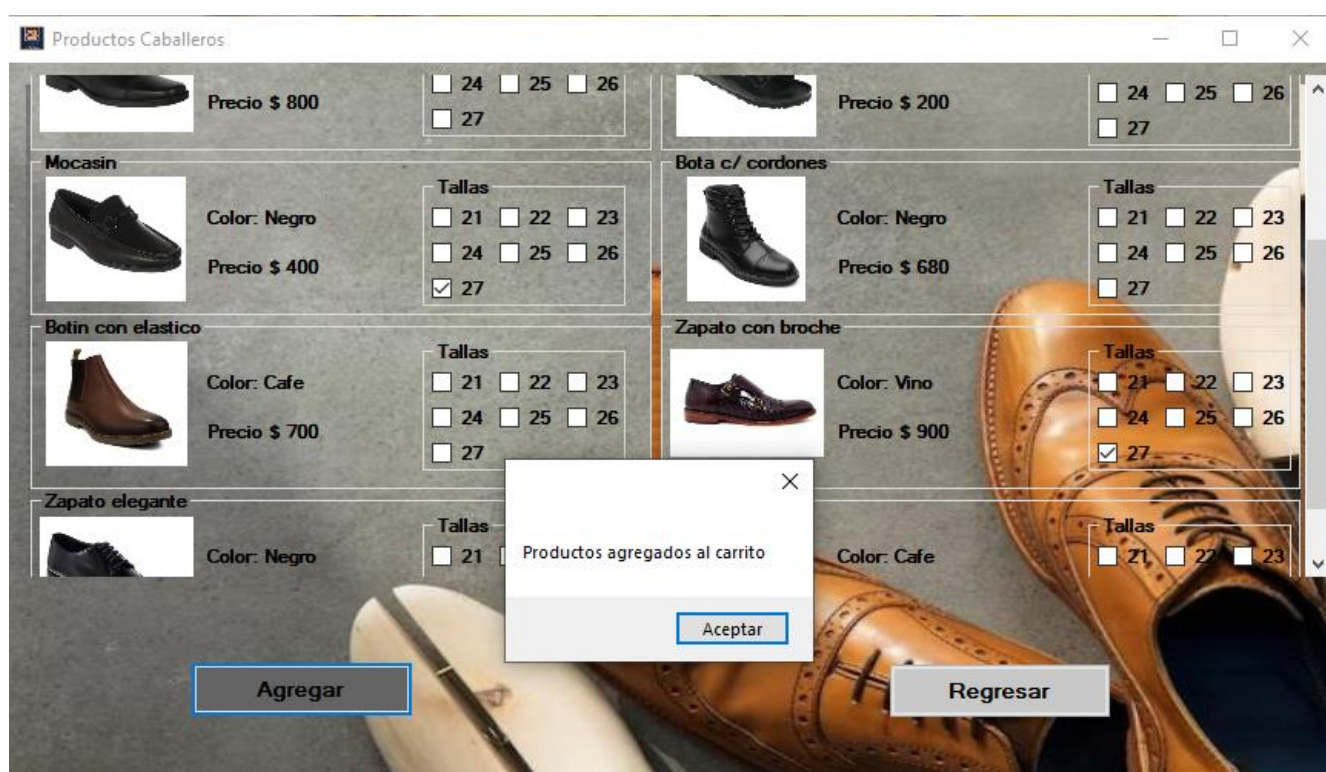 Productos Caballeros
Precio $ 800
24 25 26
27
Precio $ 200
24 25 26
27
Mocasin
Color: Negro
Precio $ 400
Tallas
21 22 23
24 25 26
27
Bota c/ cordones
Color: Negro
Precio $ 680
Tallas
21 22 23
24 25 26
27
Botin con elastico
Color: Cafe
Precio $ 700
Tallas
21 22 23
24 25 26
27
Zapato con broche
Color: Vino
Precio $ 900
Tallas
21 22 23
24 25 26
27
Zapato elegante
Color: Negro
Tallas
21
Color: Cafe
Tallas
21 22 23
Productos agregados al carrito
Aceptar
Agregar
Regresar